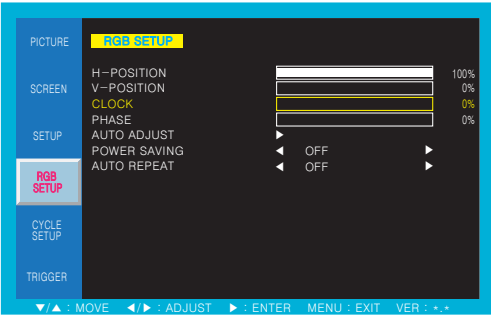 PICTURE
SCREEN
SETUP
RGB
SETUP
CYCLE
SETUP
TRIGGER
RGB SETUP
H-POSITION 100%
V-POSITION 0%
CLOCK 0%
PHASE 0%
AUTO ADJUST ▶
POWER SAVING ◀ OFF ▶
AUTO REPEAT ◀ OFF ▶
▼/▲ : MOVE ◀/▶ : ADJUST ▶ : ENTER MENU : EXIT VER : *.*